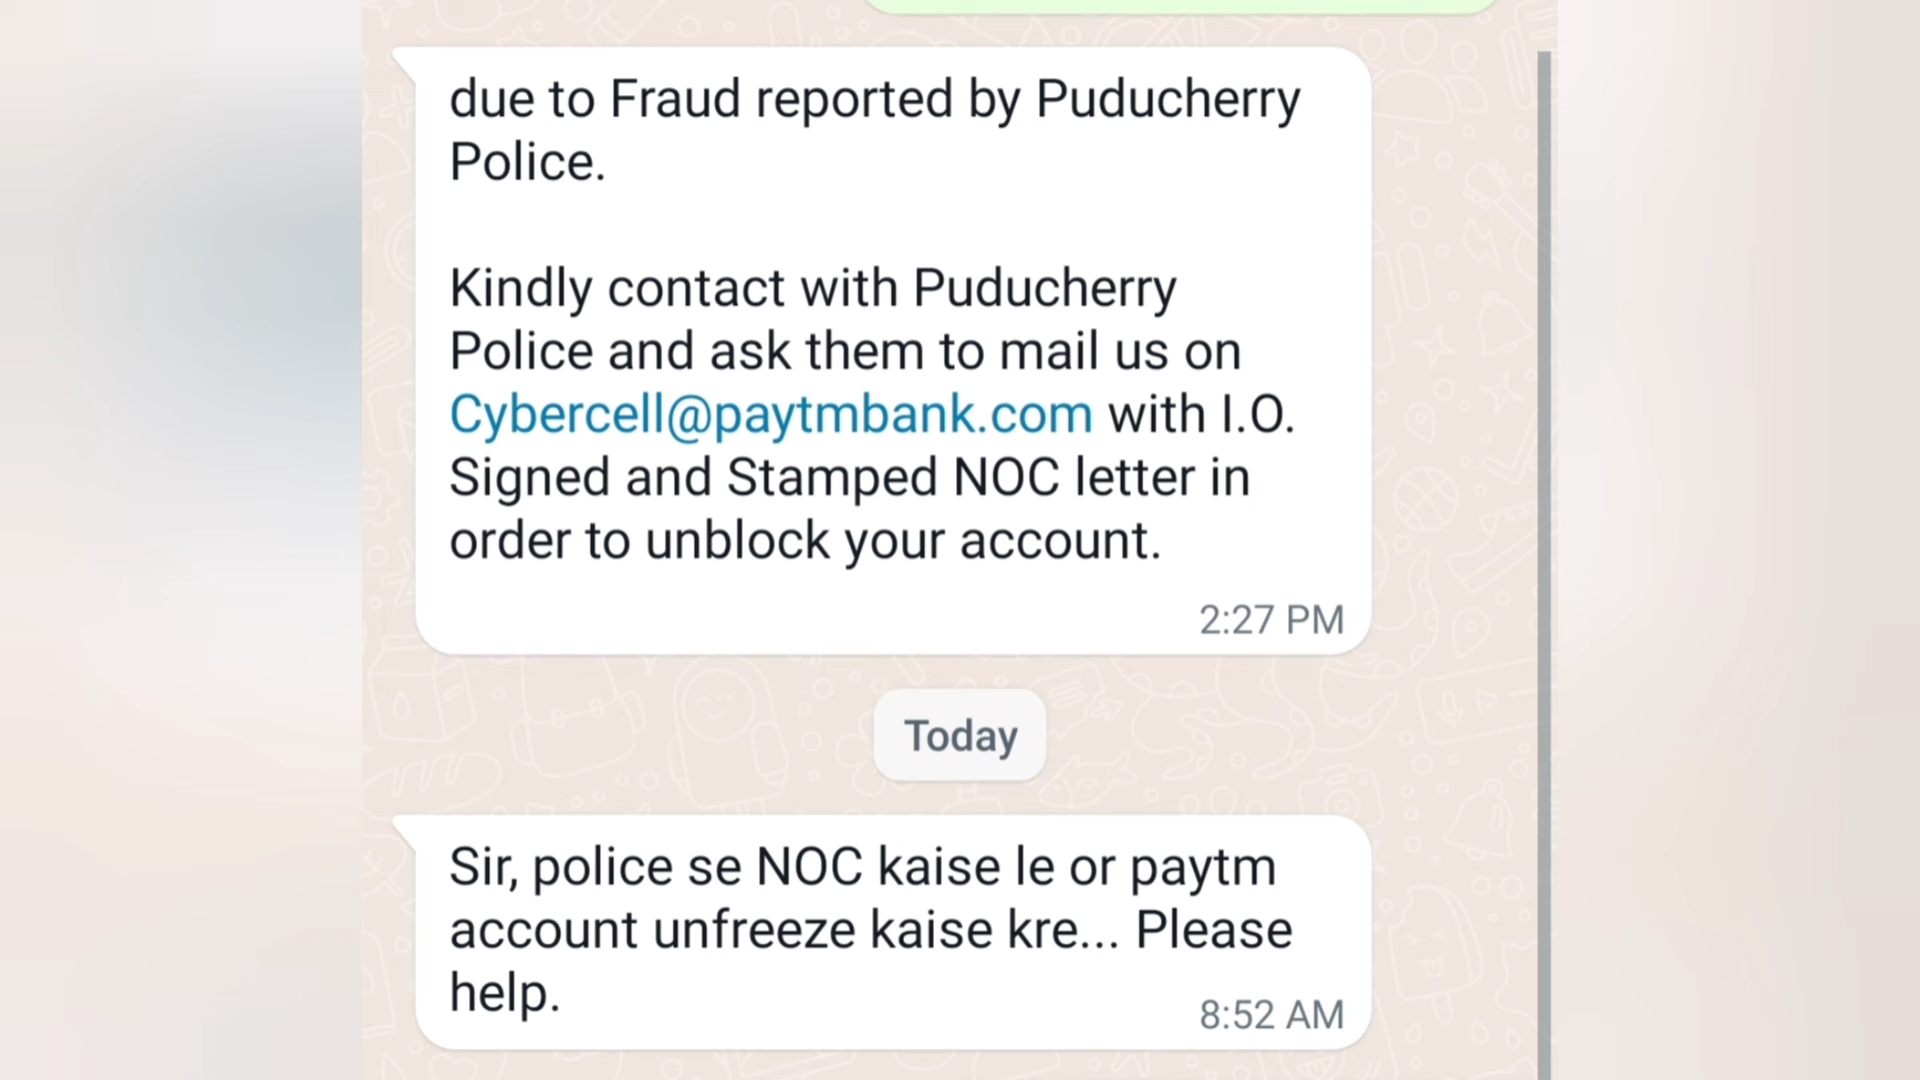 due to Fraud reported by Puducherry
Police.
Kindly contact with Puducherry
Police and ask them to mail us on
Cybercell@paytmbank.com with I.O.
Signed and Stamped NOC letter in
order to unblock your account.
2:27 PM
Today
Sir, police se NOC kaise le or paytm
account unfreeze kaise kre... Please
help.
8:52 AM